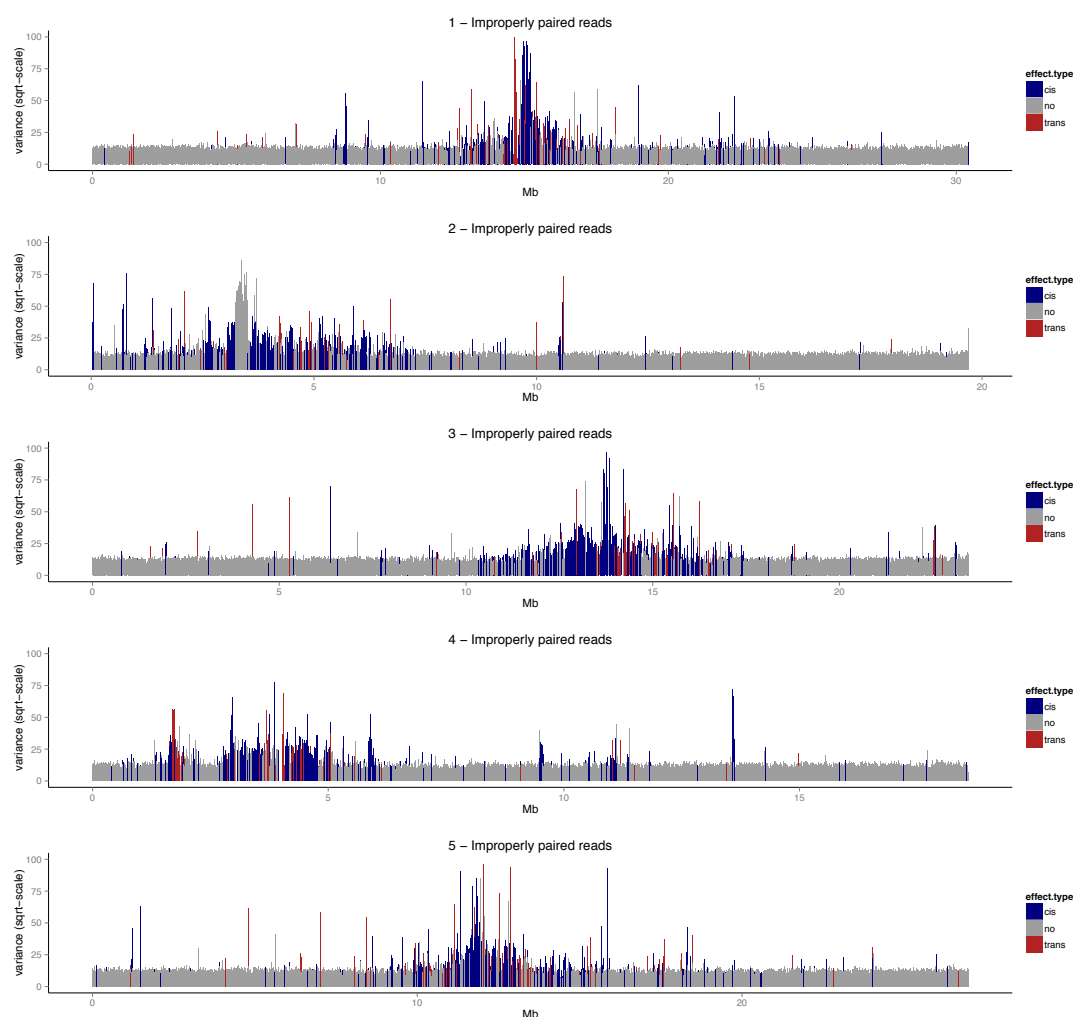 1 − Improperly paired reads
variance (sqrt−scale)
100
75
50
25
0
0 10 20 30
Mb
effect.type
cis
no
trans
2 − Improperly paired reads
variance (sqrt−scale)
100
75
50
25
0
0 5 10 15 20
Mb
effect.type
cis
no
trans
3 − Improperly paired reads
variance (sqrt−scale)
100
75
50
25
0
0 5 10 15 20
Mb
effect.type
cis
no
trans
4 − Improperly paired reads
variance (sqrt−scale)
100
75
50
25
0
0 5 10 15
Mb
effect.type
cis
no
trans
5 − Improperly paired reads
variance (sqrt−scale)
100
75
50
25
0
0 10 20
Mb
effect.type
cis
no
trans